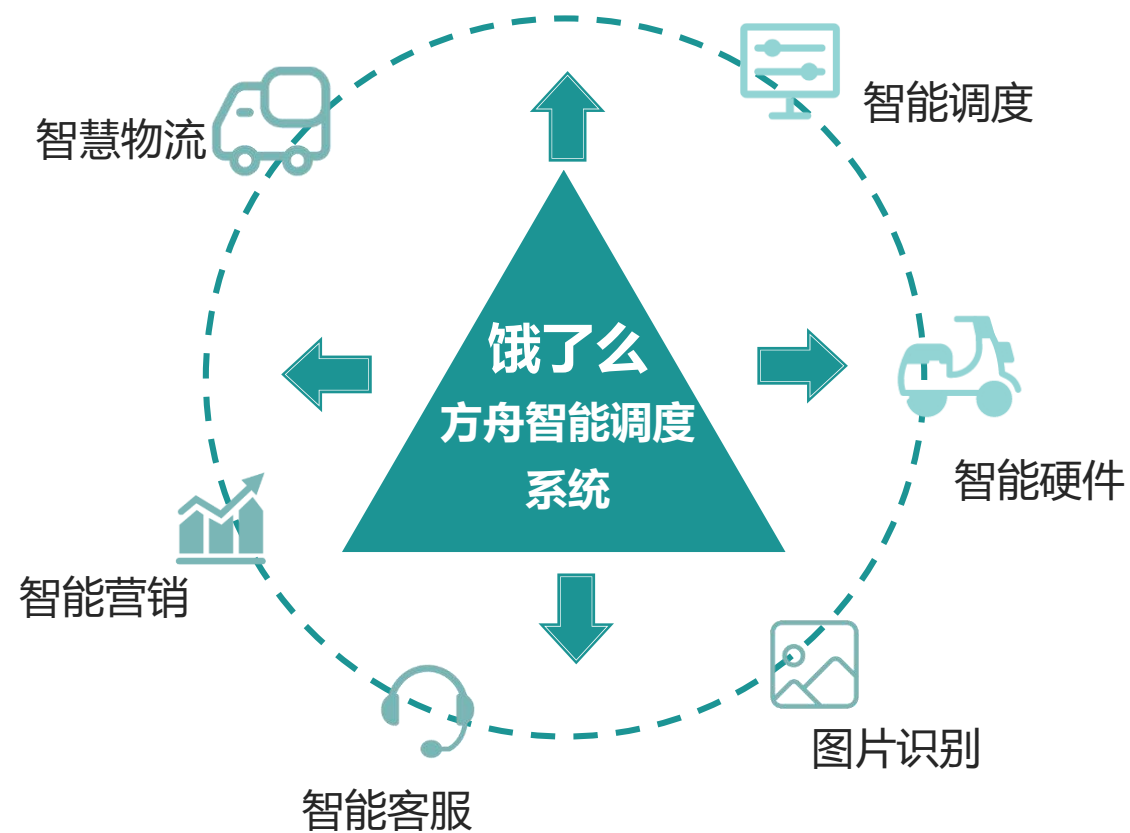 智能调度
智慧物流
饿了么
方舟智能调度
系统
智能硬件
智能营销
图片识别
智能客服